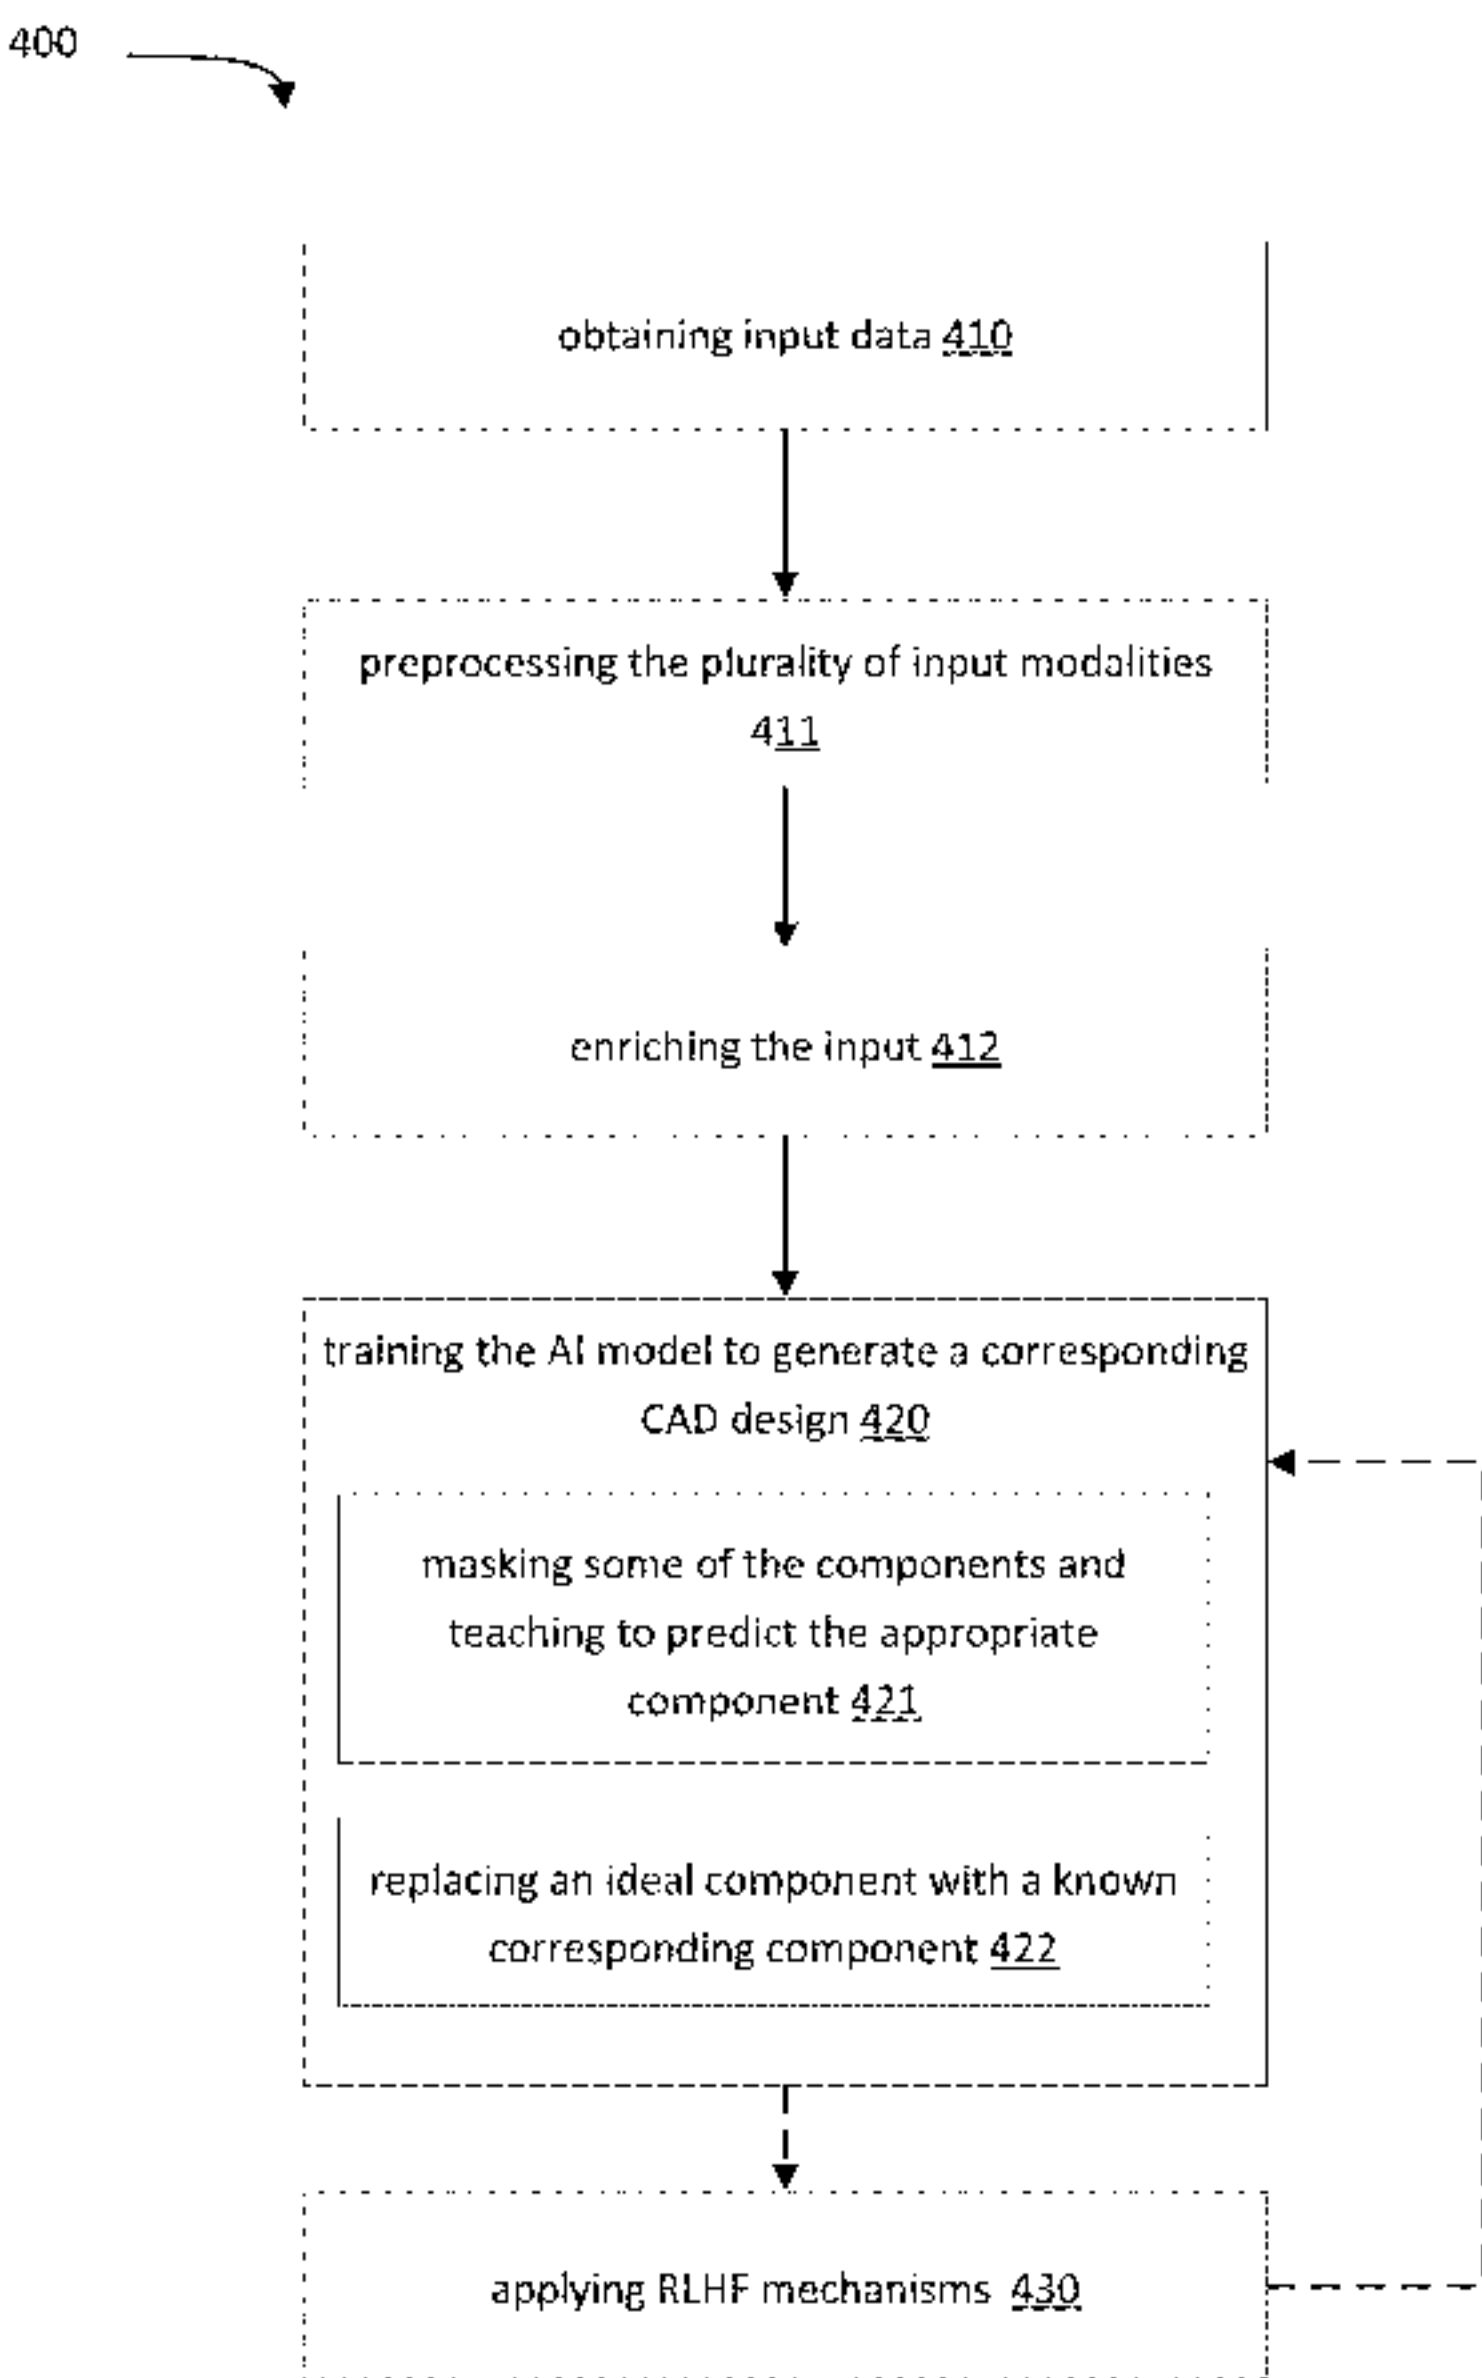 400
obtaining input data 410
preprocessing the plurality of input modalities
411
enriching the input 412
training the AI model to generate a corresponding
CAD design 420
masking some of the components and
teaching to predict the appropriate
component 421
replacing an ideal component with a known
corresponding component 422
applying RLHF mechanisms 430